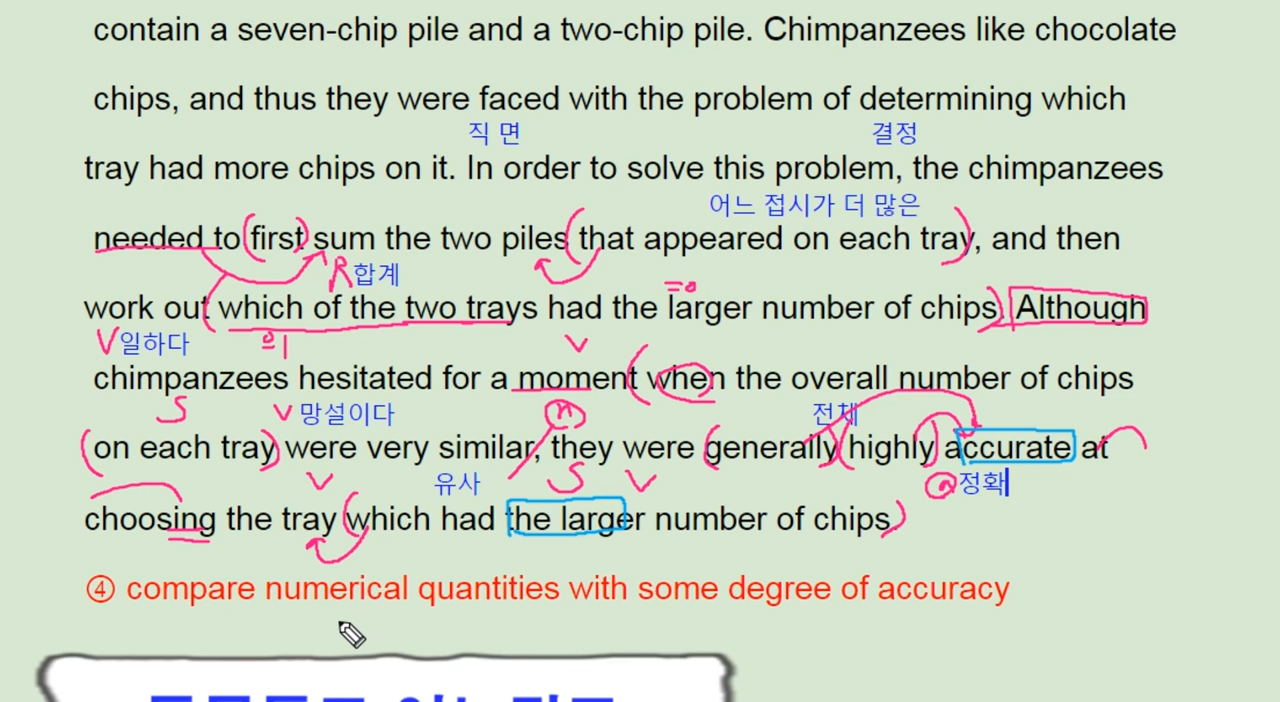 contain a seven-chip pile and a two-chip pile. Chimpanzees like chocolate
chips, and thus they were faced with the problem of determining which
직 면 결정
tray had more chips on it. In order to solve this problem, the chimpanzees
어느 접시가 더 많은
needed to first sum the two piles that appeared on each tray, and then
R 합계
work out which of the two trays had the larger number of chips. Although
V 일하다 의 V
chimpanzees hesitated for a moment when the overall number of chips
S V 망설이다 n 전체
on each tray were very similar, they were generally highly accurate at
V 유사 S V a 정확
choosing the tray which had the larger number of chips.
④ compare numerical quantities with some degree of accuracy